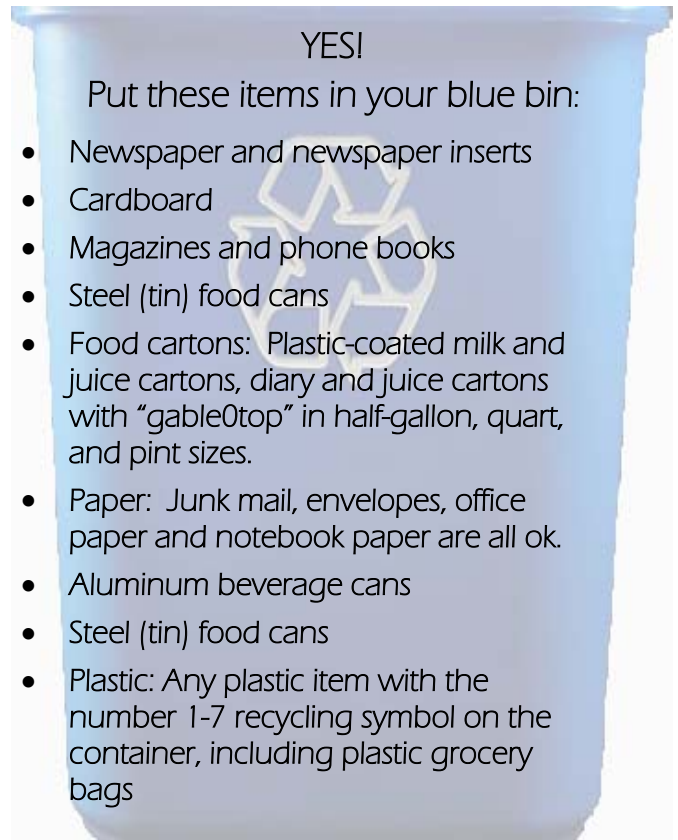 YES!
Put these items in your blue bin:
• Newspaper and newspaper inserts
• Cardboard
• Magazines and phone books
• Steel (tin) food cans
• Food cartons:  Plastic-coated milk and
juice cartons, diary and juice cartons
with “gable0top” in half-gallon, quart,
and pint sizes.
• Paper:  Junk mail, envelopes, office
paper and notebook paper are all ok.
• Aluminum beverage cans
• Steel (tin) food cans
• Plastic: Any plastic item with the
number 1-7 recycling symbol on the
container, including plastic grocery
bags